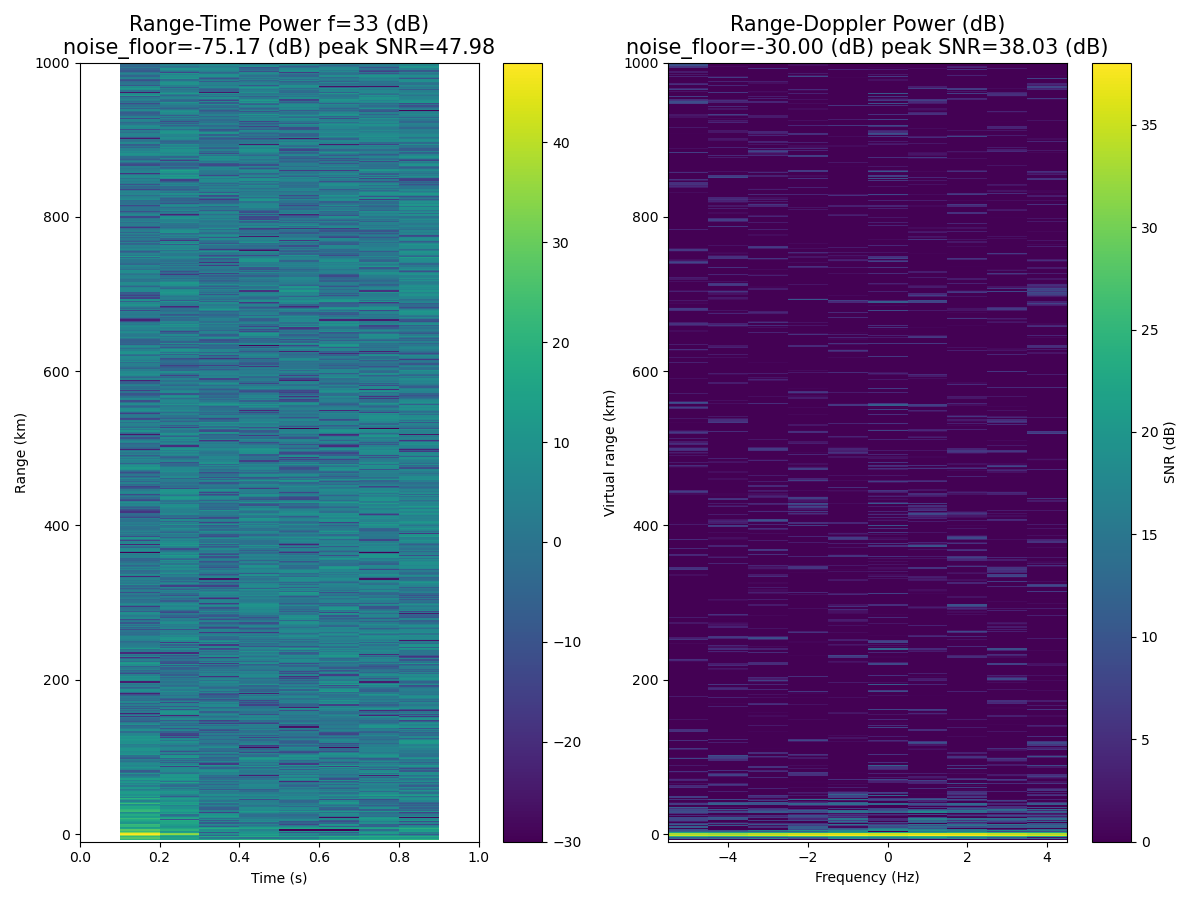 Range-Time Power f=33 (dB)
noise_floor=-75.17 (dB) peak SNR=47.98
Range-Doppler Power (dB)
noise_floor=-30.00 (dB) peak SNR=38.03 (dB)
1000
800
600
400
200
0
Range (km)
0.0 0.2 0.4 0.6 0.8 1.0
Time (s)
40
30
20
10
0
−10
−20
−30
1000
800
600
400
200
0
Virtual range (km)
−4 −2 0 2 4
Frequency (Hz)
35
30
25
20
15
10
5
0
SNR (dB)